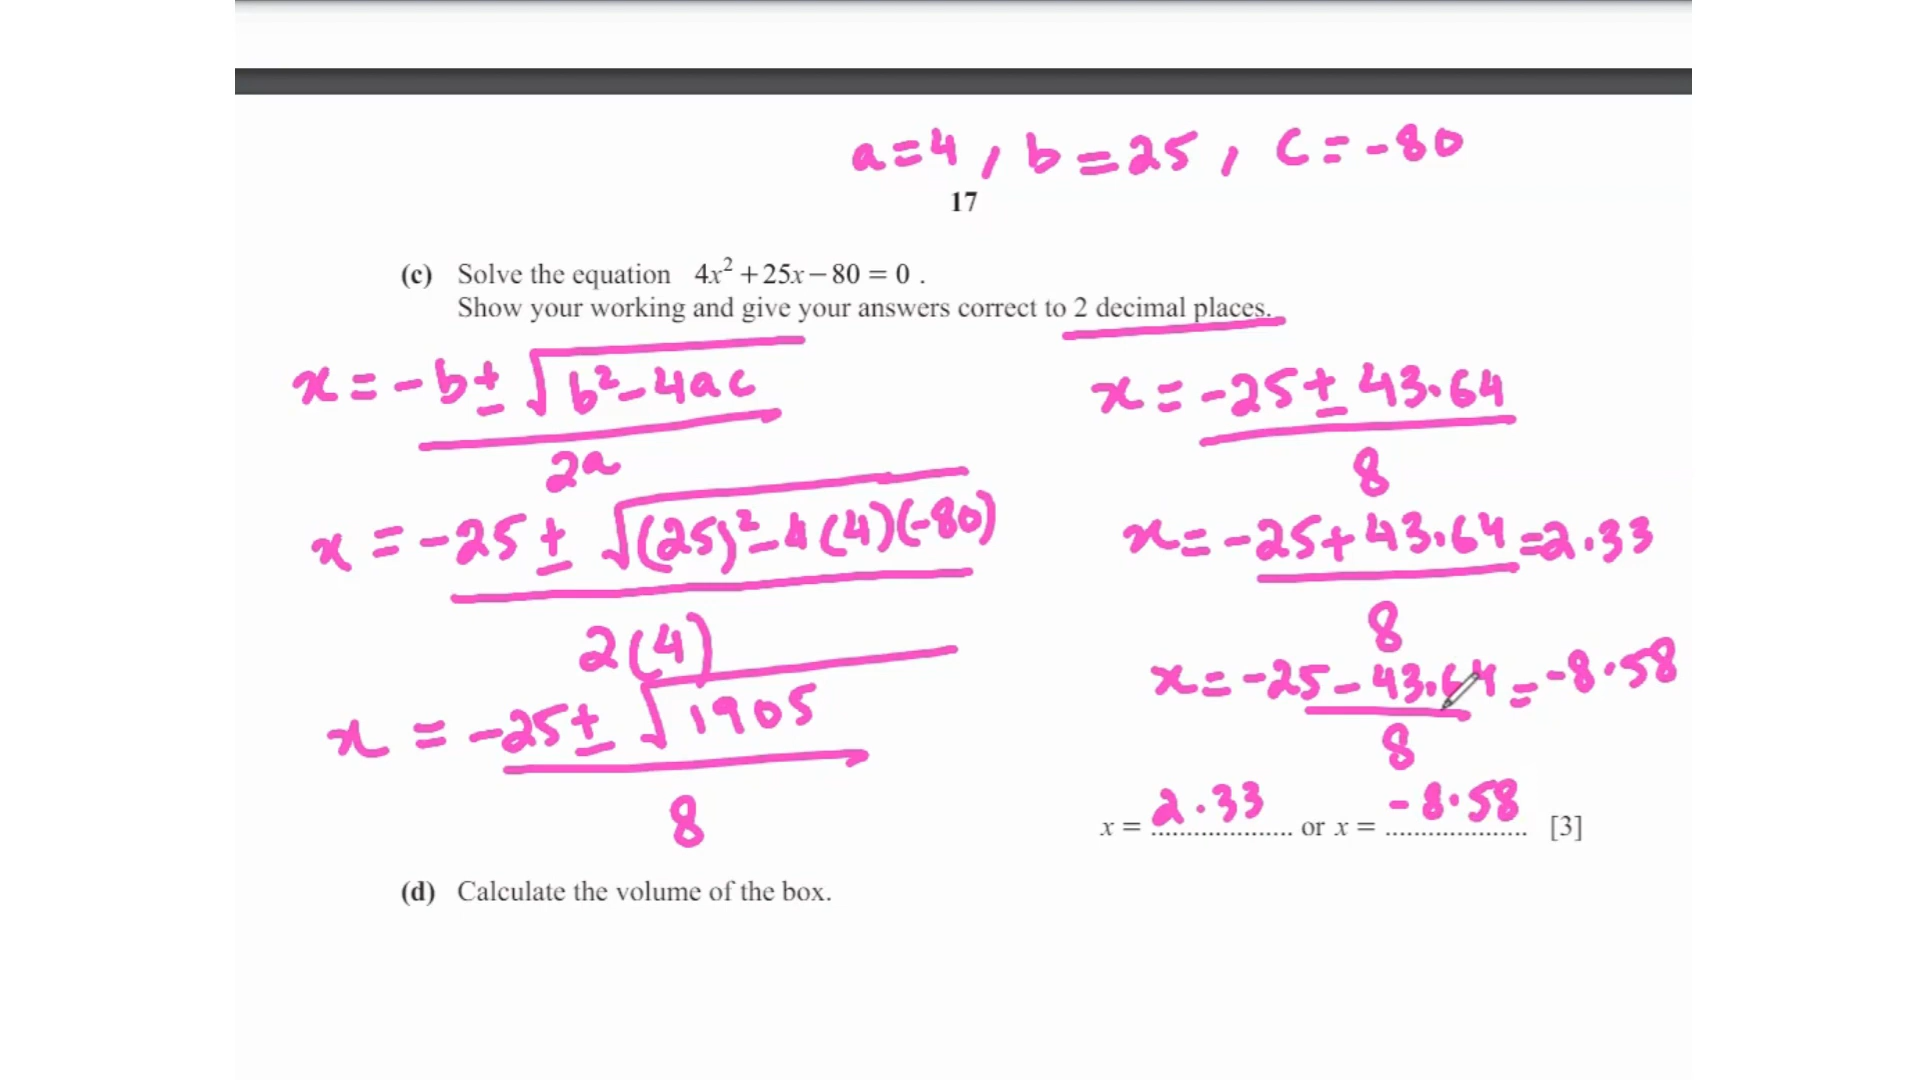 a=4, b=25, c=-80
17
(c) Solve the equation 4x² + 25x − 80 = 0 .
Show your working and give your answers correct to 2 decimal places.
x = -b ± √(b²-4ac)
2a
x = -25 ± √((25)²-4(4)(-80))
2(4)
x = -25 ± √1905
8
x = -25 ± 43.64
8
x = -25+43.64 = 2.33
8
x = -25-43.64 = -8.58
8
x = 2.33 or x = -8.58 [3]
(d) Calculate the volume of the box.